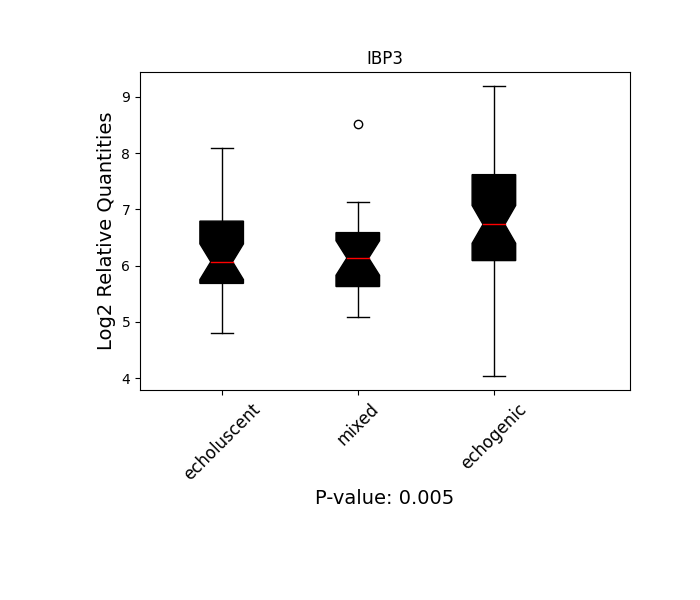 IBP3
Log2 Relative Quantities
9
8
7
6
5
4
echoluscent
mixed
echogenic
P-value: 0.005